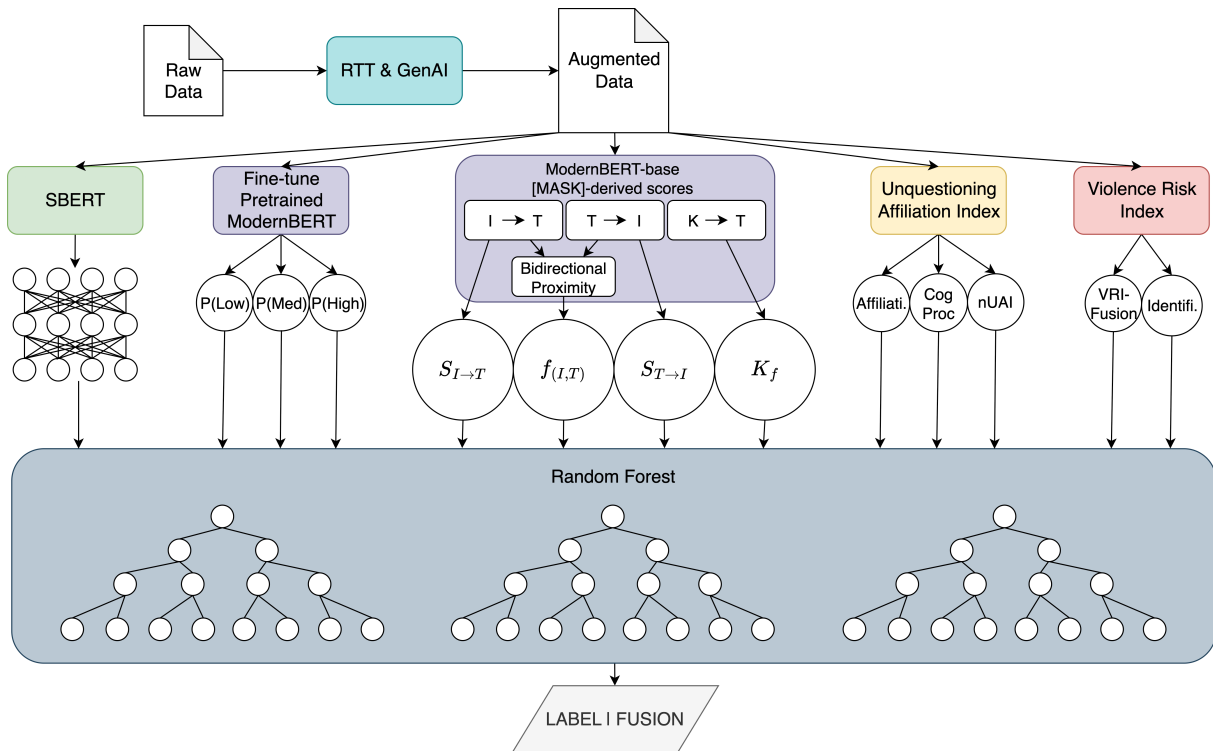 Raw
Data
RTT & GenAI
Augmented
Data
SBERT
Fine-tune
Pretrained
ModernBERT
ModernBERT-base
[MASK]-derived scores
I → T
T → I
K → T
Bidirectional
Proximity
Unquestioning
Affiliation Index
Violence Risk
Index
P(Low)
P(Med)
P(High)
S_{I→T}
f_{(I,T)}
S_{T→I}
K_f
Affiliati.
Cog
Proc
nUAI
VRI-
Fusion
Identifi.
Random Forest
LABEL | FUSION